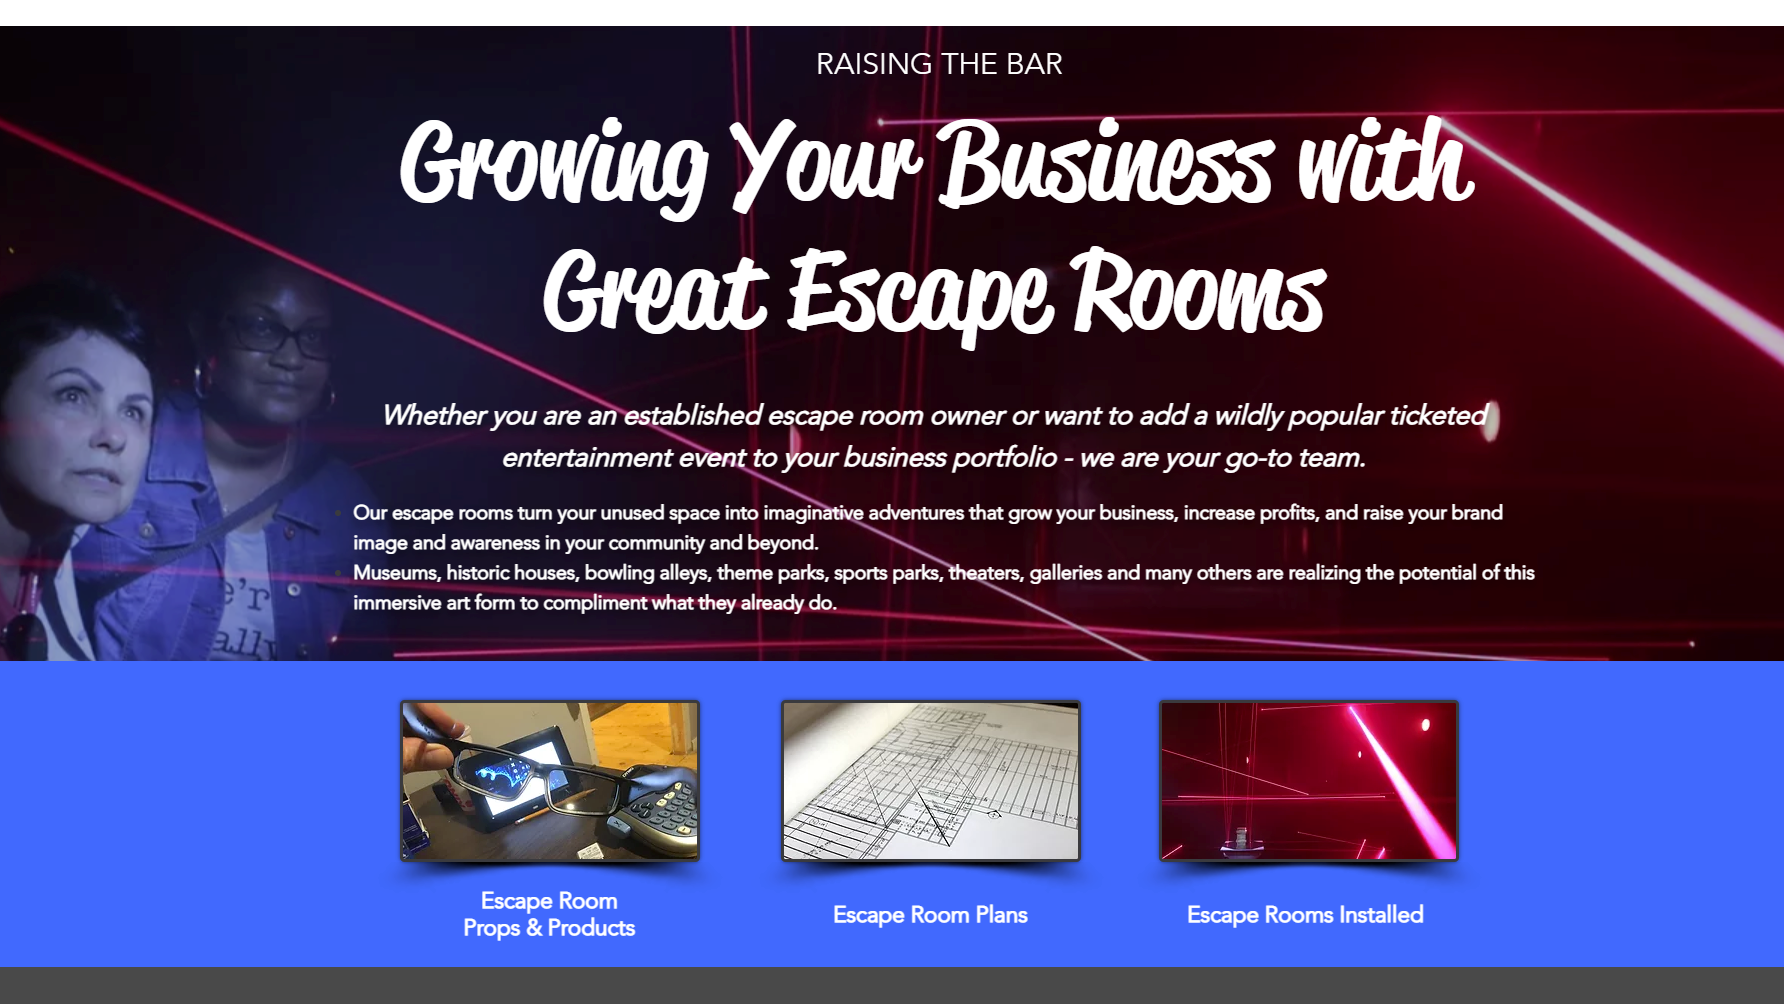 RAISING THE BAR
Growing Your Business with
Great Escape Rooms
Whether you are an established escape room owner or want to add a wildly popular ticketed
entertainment event to your business portfolio - we are your go-to team.
Our escape rooms turn your unused space into imaginative adventures that grow your business, increase profits, and raise your brand
image and awareness in your community and beyond.
Museums, historic houses, bowling alleys, theme parks, sports parks, theaters, galleries and many others are realizing the potential of this
immersive art form to compliment what they already do.
e'r
ally
Escape Room
Props & Products
Escape Room Plans
Escape Rooms Installed